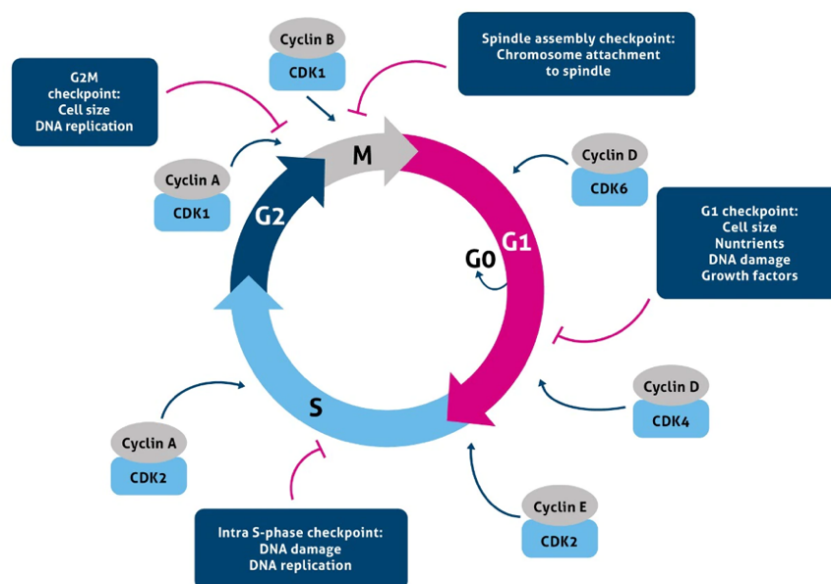 Cyclin B
CDK1
Spindle assembly checkpoint:
Chromosome attachment
to spindle
G2M
checkpoint:
Cell size
DNA replication
M
Cyclin A
CDK1
Cyclin D
CDK6
G2
G1
G0
G1 checkpoint:
Cell size
Nuntrients
DNA damage
Growth factors
S
Cyclin D
CDK4
Cyclin A
CDK2
Cyclin E
CDK2
Intra S-phase checkpoint:
DNA damage
DNA replication